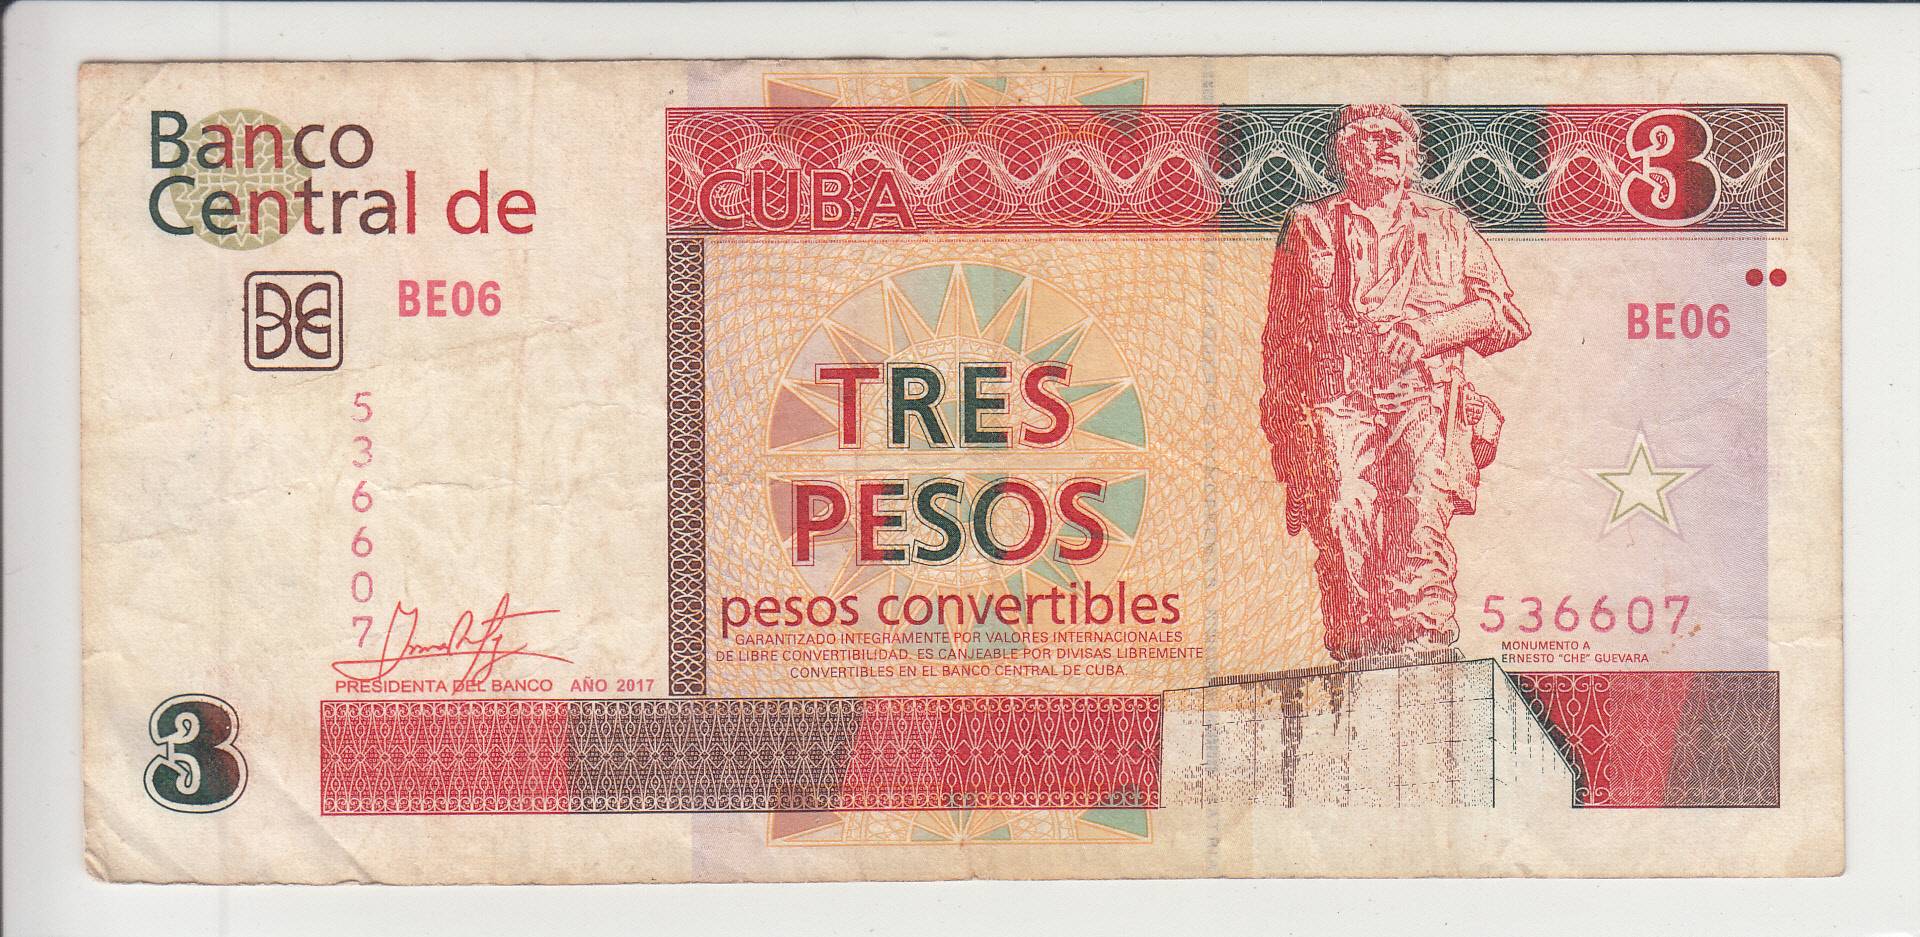 Banco
Central de
CUBA
3
BE06
BE06
5
3
6
6
0
7
TRES
PESOS
pesos convertibles
GARANTIZADO INTEGRAMENTE POR VALORES INTERNACIONALES
DE LIBRE CONVERTIBILIDAD. ES CANJEABLE POR DIVISAS LIBREMENTE
CONVERTIBLES EN EL BANCO CENTRAL DE CUBA.
536607
MONUMENTO A
ERNESTO "CHE" GUEVARA
PRESIDENTA DEL BANCO AÑO 2017
3